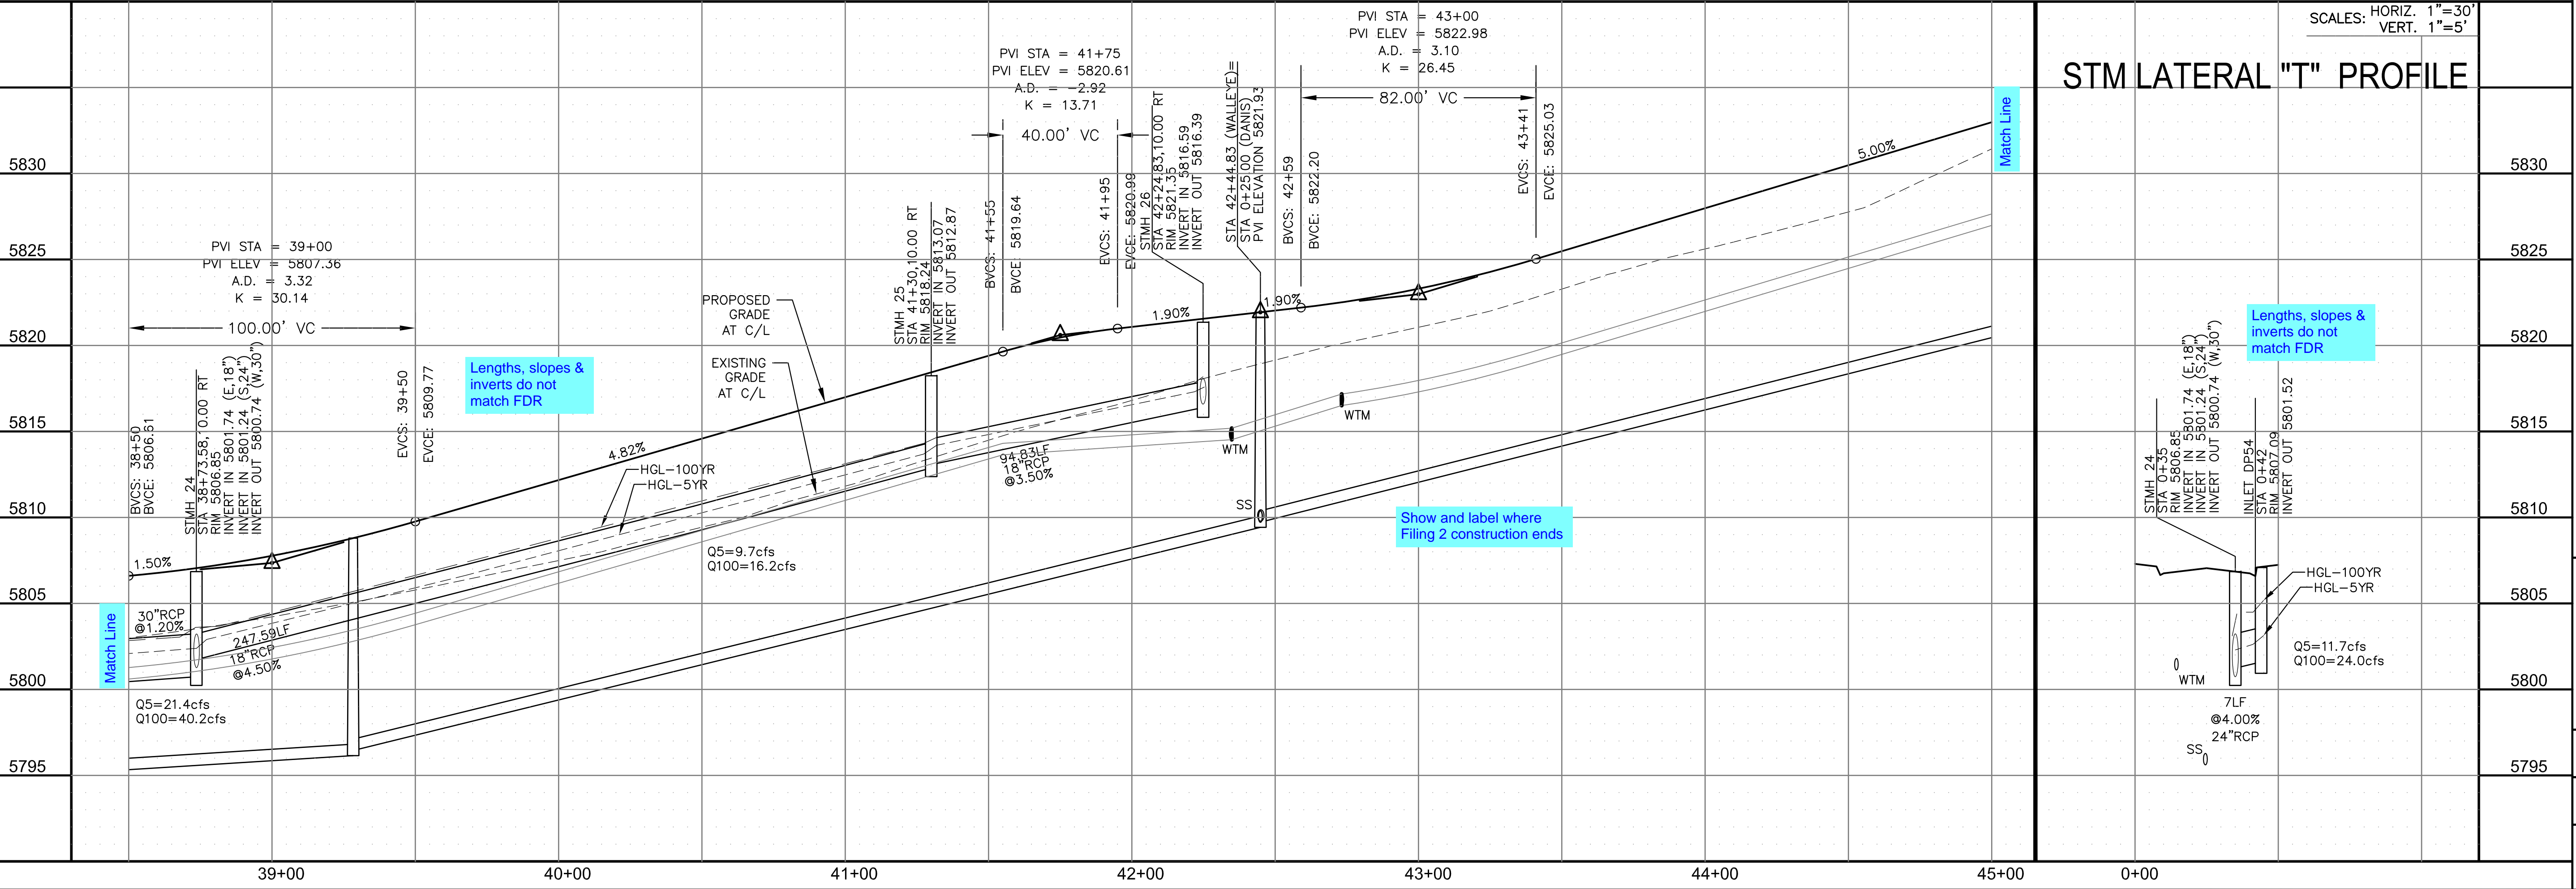 SCALES: HORIZ. 1"=30'
VERT. 1"=5'
STM LATERAL "T" PROFILE
PVI STA = 43+00
PVI ELEV = 5822.98
A.D. = 3.10
K = 26.45
82.00' VC
PVI STA = 41+75
PVI ELEV = 5820.61
A.D. = -2.92
K = 13.71
40.00' VC
PVI STA = 39+00
PVI ELEV = 5807.36
A.D. = 3.32
K = 30.14
100.00' VC
BVCS: 38+50
BVCE: 5806.61
STMH 24
STA 38+73.58,10.00 RT
RIM 5806.85
INVERT IN 5801.74 (E,18")
INVERT IN 5801.24 (S,24")
INVERT OUT 5800.74 (W,30")
EVCS: 39+50
EVCE: 5809.77
Lengths, slopes &
inverts do not
match FDR
PROPOSED
GRADE
AT C/L
EXISTING
GRADE
AT C/L
STMH 25
STA 41+30,10.00 RT
RIM 5818.24
INVERT IN 5813.07
INVERT OUT 5812.87
BVCS: 41+55
BVCE: 5819.64
EVCS: 41+95
EVCE: 5820.99
STMH 26
STA 42+24.83,10.00 RT
RIM 5821.35
INVERT IN 5816.59
INVERT OUT 5816.39
STA 42+44.83 (WALLEYE)=
STA 0+25.00 (DANIS)
PVI ELEVATION 5821.93
BVCS: 42+59
BVCE: 5822.20
EVCS: 43+41
EVCE: 5825.03
5.00%
Match Line
1.90%
1.90%
4.82%
1.50%
HGL-100YR
HGL-5YR
94.83LF
18"RCP
@3.50%
WTM
WTM
SS
Show and label where
Filing 2 construction ends
Q5=9.7cfs
Q100=16.2cfs
Match Line
30"RCP
@1.20%
247.59LF
18"RCP
@4.50%
Q5=21.4cfs
Q100=40.2cfs
Lengths, slopes &
inverts do not
match FDR
STMH 24
STA 0+35
RIM 5806.85
INVERT IN 5801.74 (E,18")
INVERT IN 5801.24 (S,24")
INVERT OUT 5800.74 (W,30")
INLET DP54
STA 0+42
RIM 5807.09
INVERT OUT 5801.52
HGL-100YR
HGL-5YR
Q5=11.7cfs
Q100=24.0cfs
WTM
7LF
@4.00%
24"RCP
SS
5830
5825
5820
5815
5810
5805
5800
5795
5830
5825
5820
5815
5810
5805
5800
5795
39+00
40+00
41+00
42+00
43+00
44+00
45+00
0+00